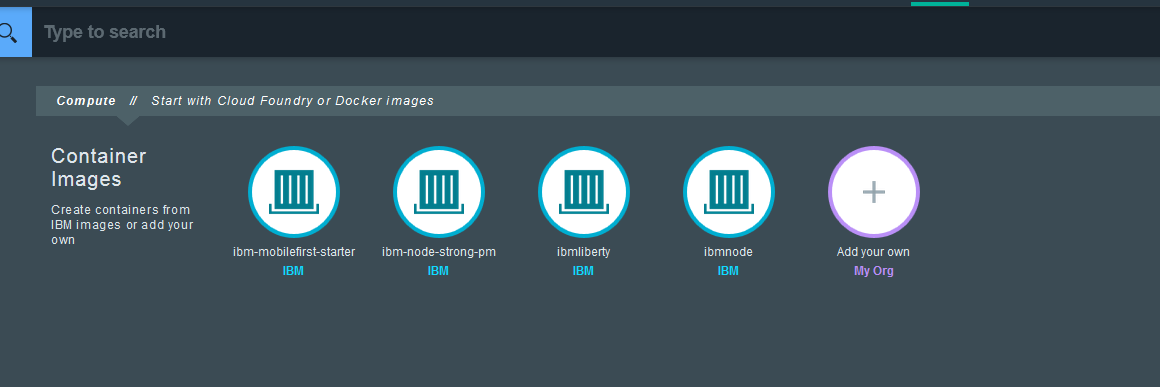 Type to search
Compute // Start with Cloud Foundry or Docker images
Container
Images
Create containers from
IBM images or add your
own
ibm-mobilefirst-starter
IBM
ibm-node-strong-pm
IBM
ibmliberty
IBM
ibmnode
IBM
Add your own
My Org